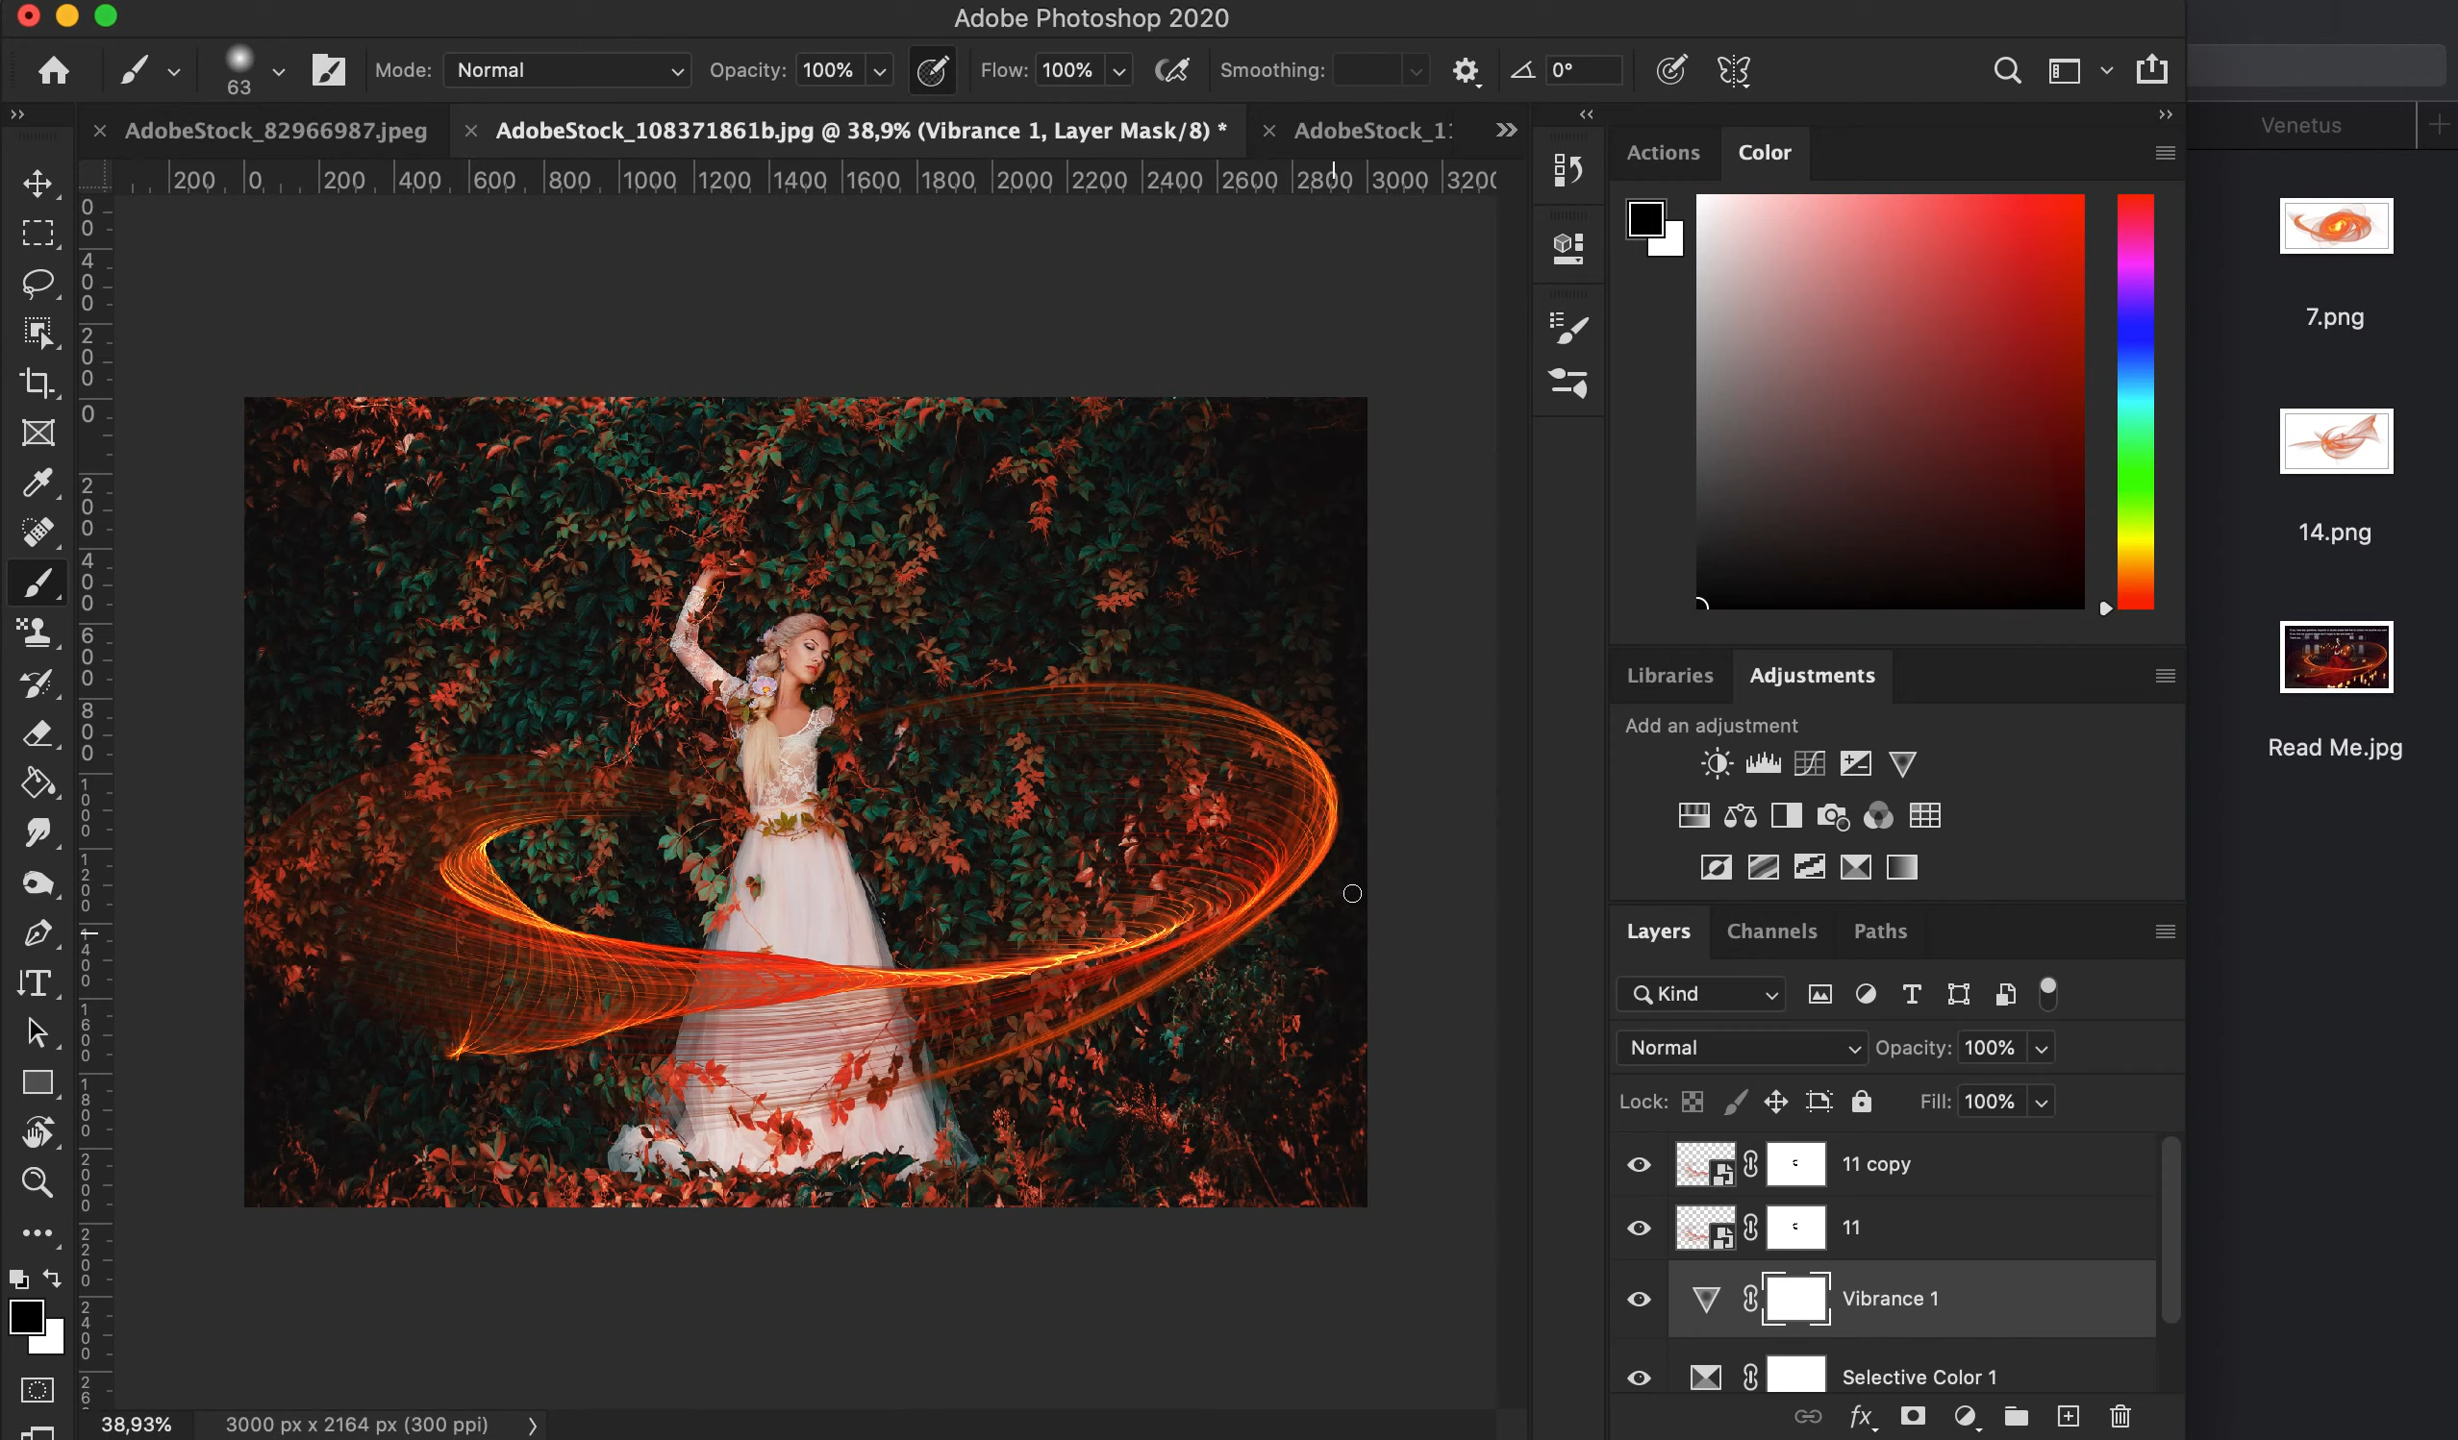 Adobe Photoshop 2020
63
Mode: Normal Opacity: 100% Flow: 100% Smoothing: 0°
AdobeStock_82966987.jpeg AdobeStock_108371861b.jpg @ 38,9% (Vibrance 1, Layer Mask/8) * AdobeStock_1
Venetus
200 0 200 400 600 800 1000 1200 1400 1600 1800 2000 2200 2400 2600 2800 3000
Actions Color
7.png
14.png
Read Me.jpg
Libraries Adjustments
Add an adjustment
Layers Channels Paths
Kind
Normal Opacity: 100%
Lock: Fill: 100%
11 copy
11
Vibrance 1
Selective Color 1
fx
38,93% 3000 px x 2164 px (300 ppi)